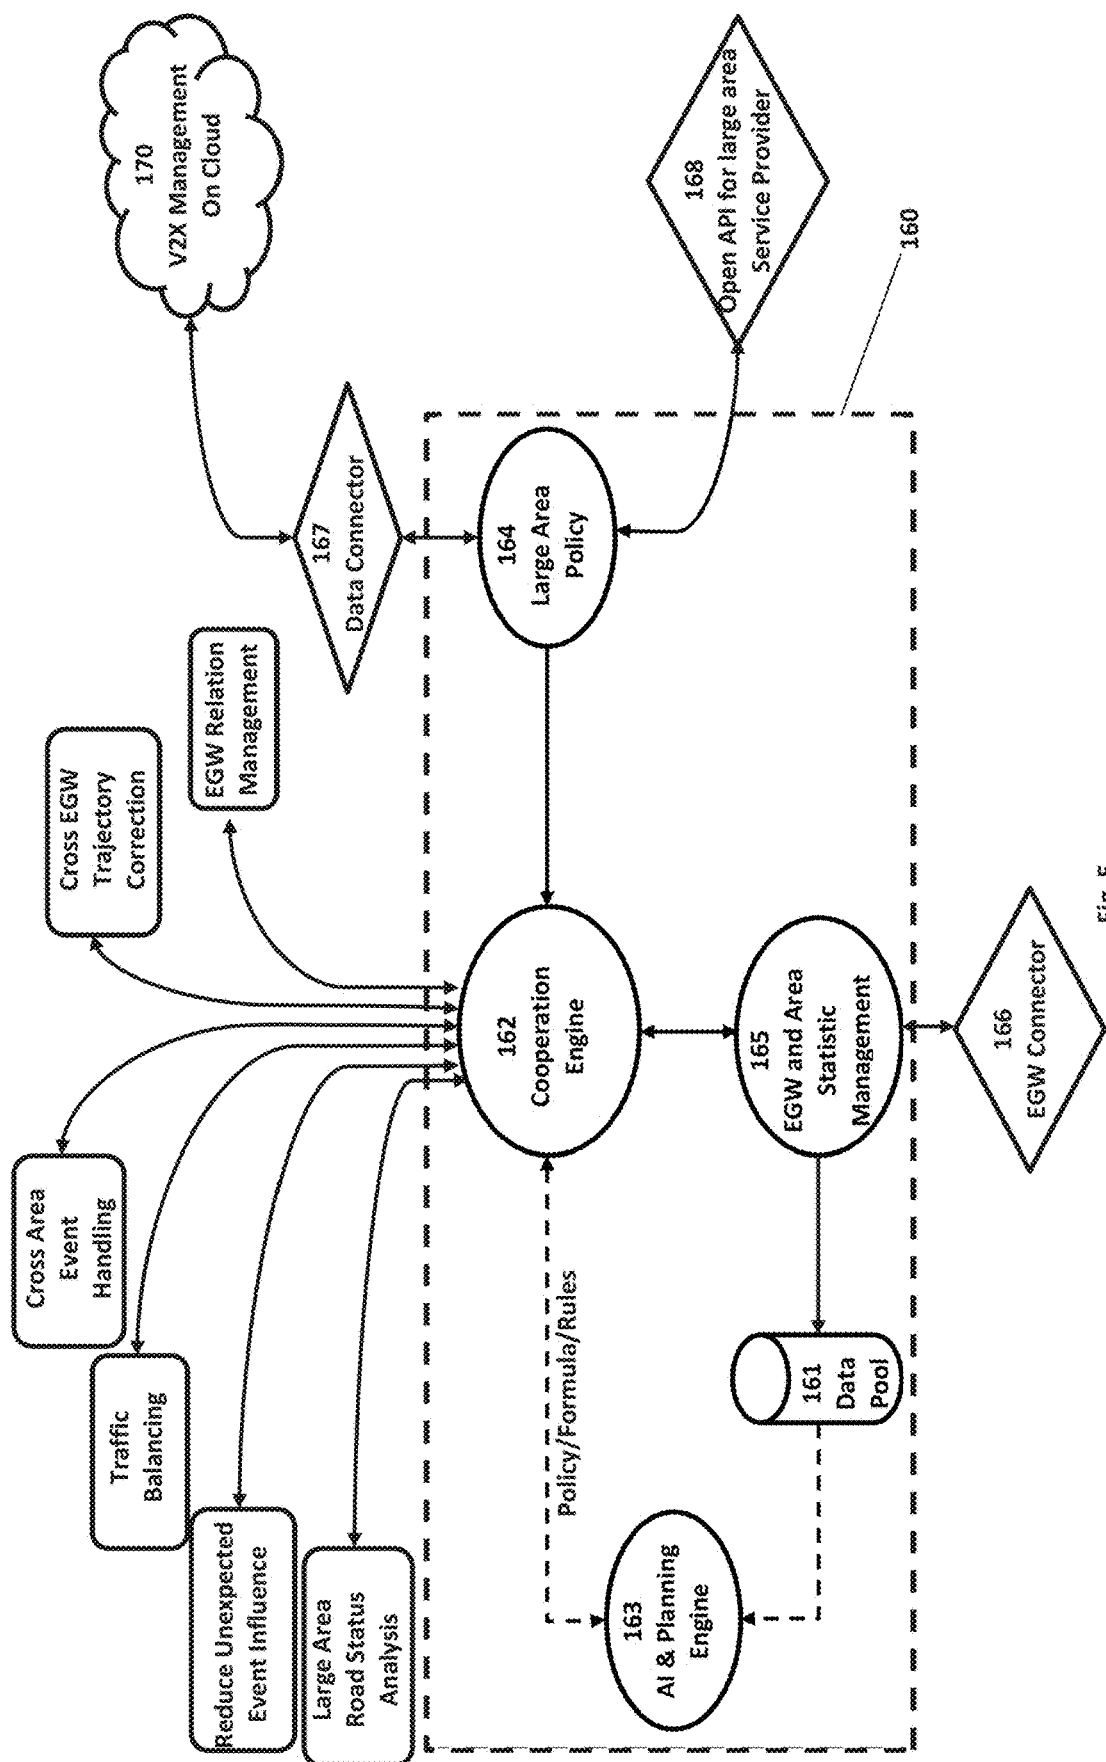 Large Area
Road Status
Analysis
Reduce Unexpected
Event Influence
Traffic
Balancing
Cross Area
Event
Handling
Cross EGW
Trajectory
Correction
EGW Relation
Management
170
V2X Management
On Cloud
167
Data Connector
168
Open API for large area
Service Provider
160
164
Large Area
Policy
162
Cooperation
Engine
Policy/Formula/Rules
163
AI & Planning
Engine
161
Data
Pool
165
EGW and Area
Statistic
Management
166
EGW Connector